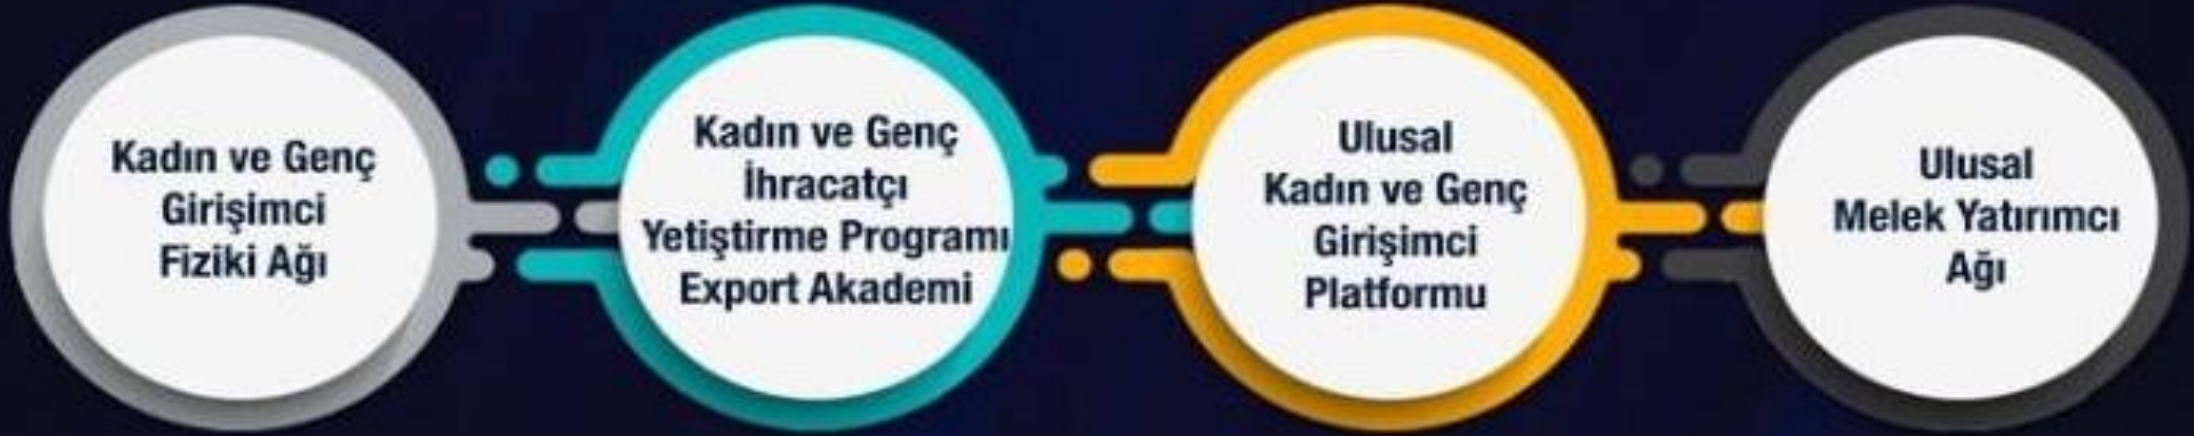 Kadın ve Genç
Girişimci
Fiziki Ağı
Kadın ve Genç
İhracatçı
Yetiştirme Programı
Export Akademi
Ulusal
Kadın ve Genç
Girişimci
Platformu
Ulusal
Melek Yatırımcı
Ağı